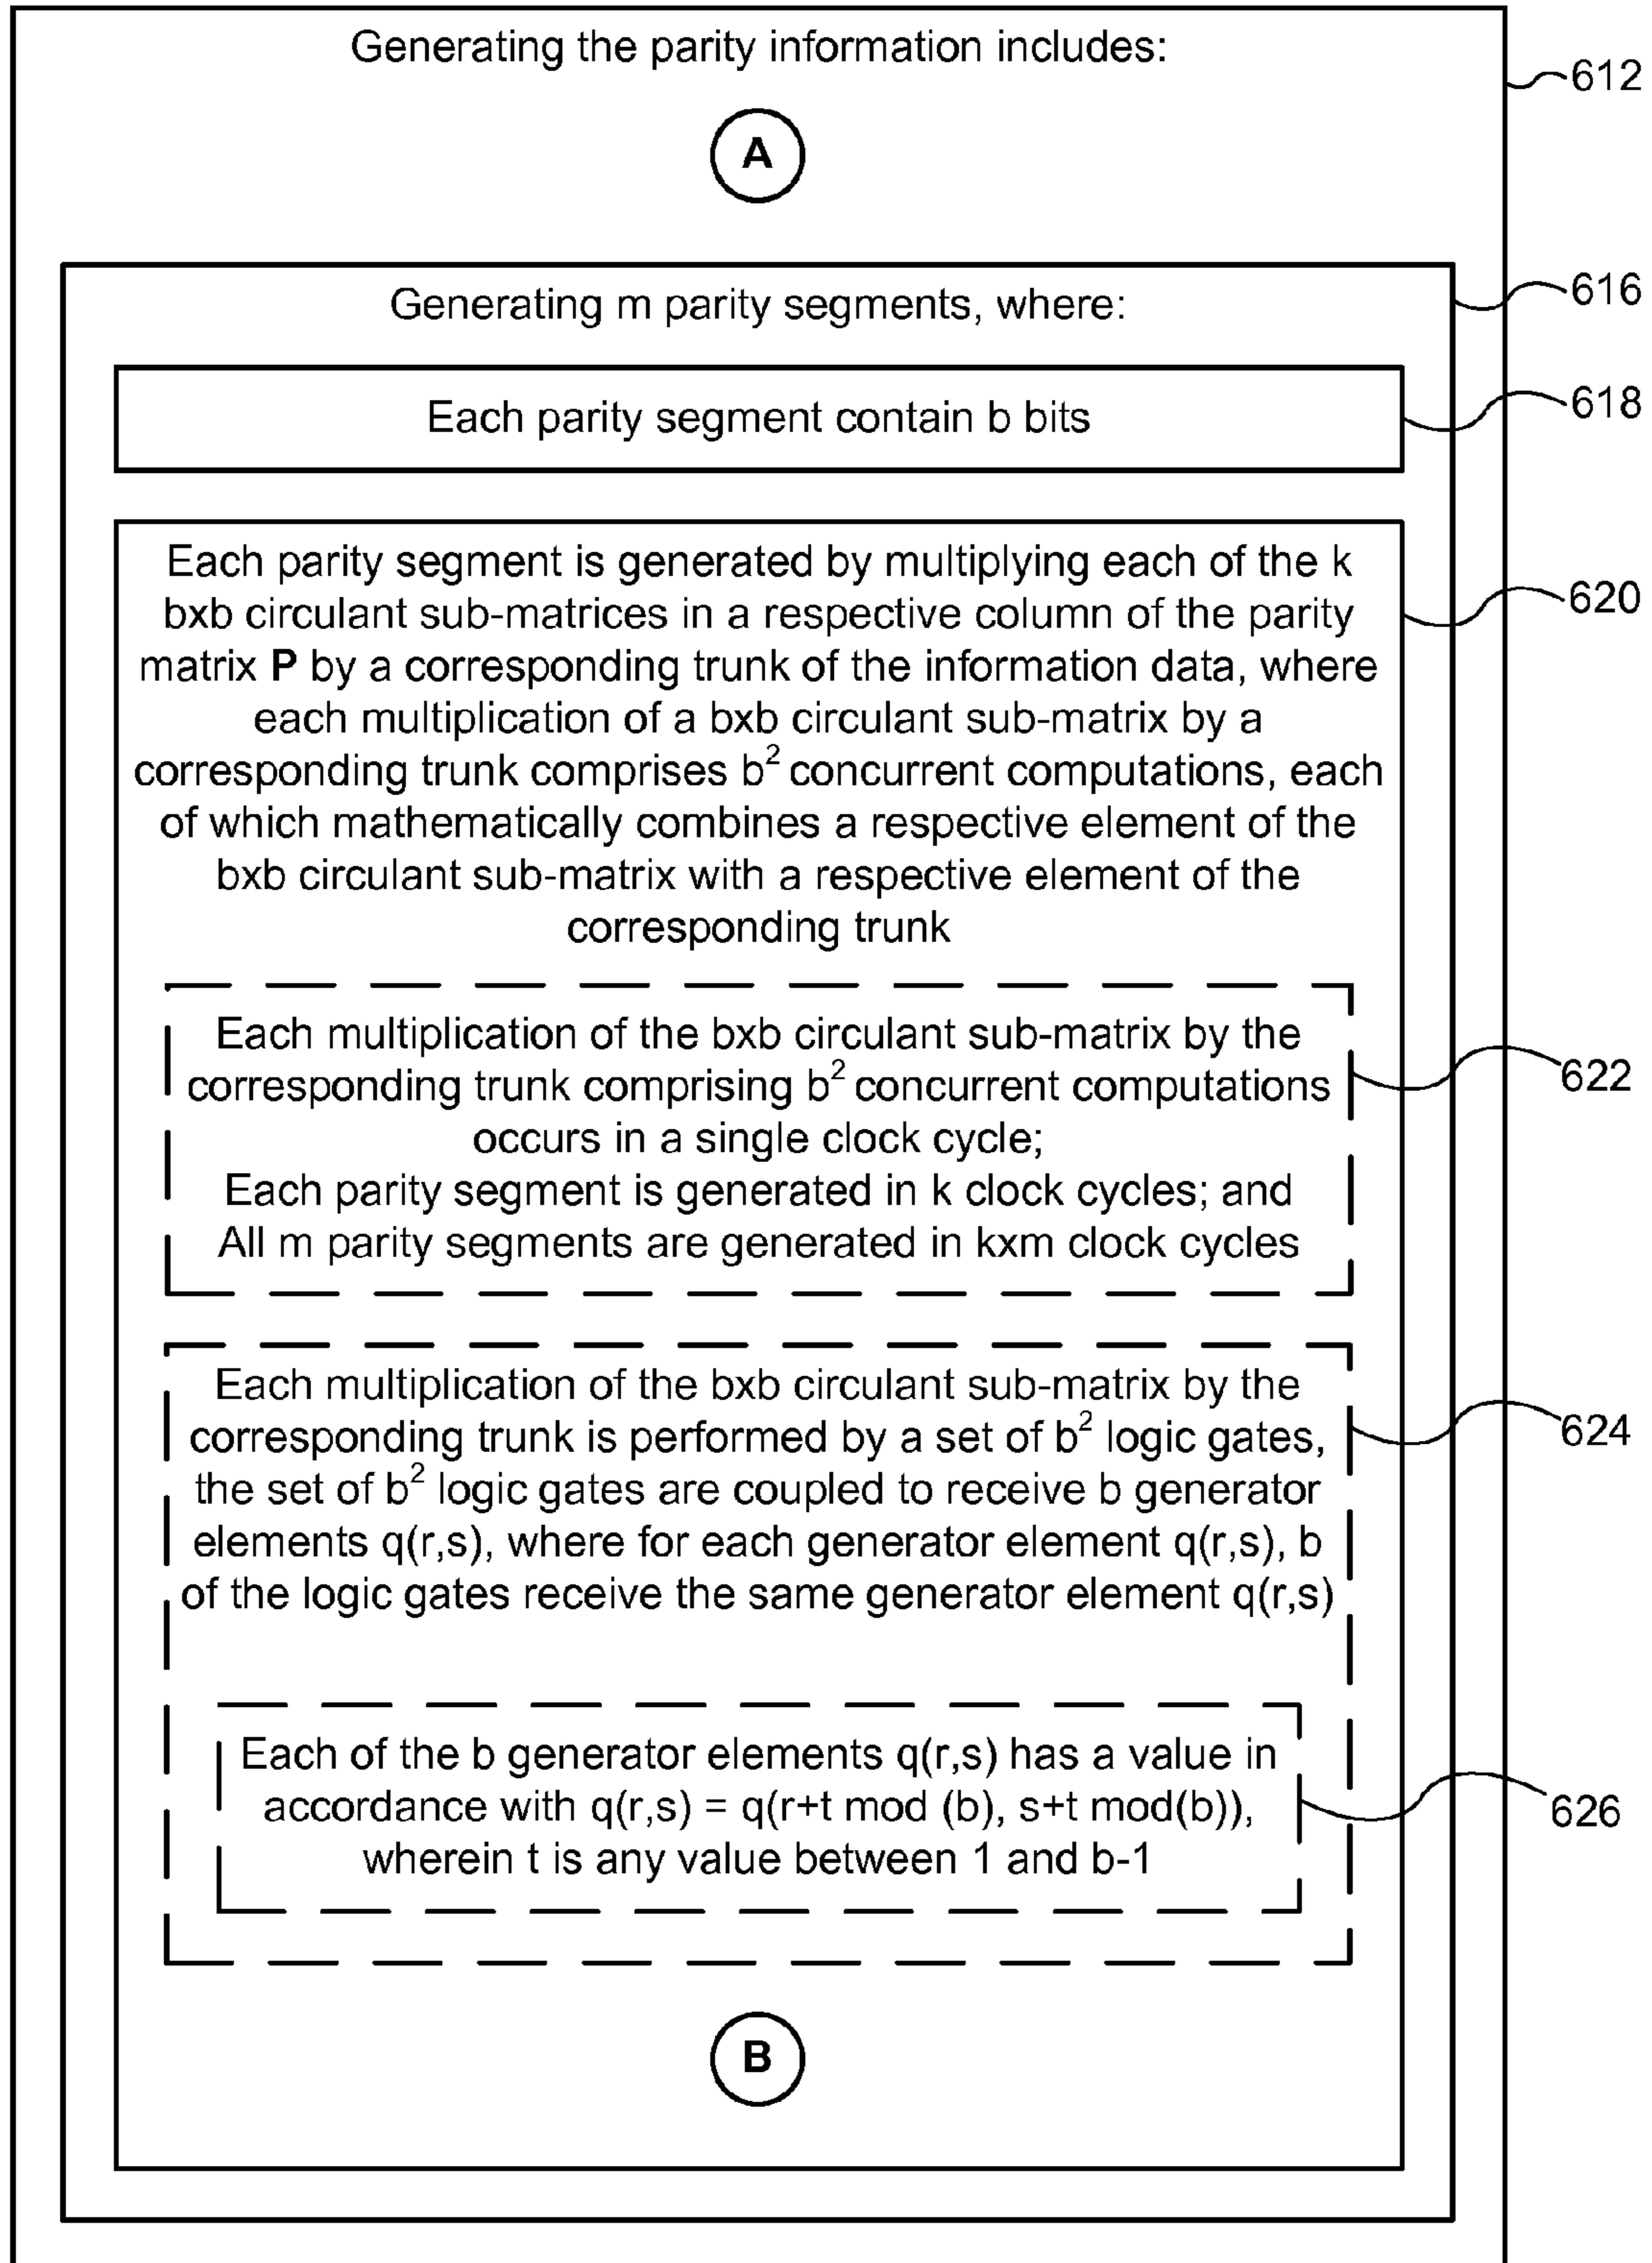 Generating the parity information includes:
612
A
Generating m parity segments, where:
616
Each parity segment contain b bits
618
Each parity segment is generated by multiplying each of the k
bxb circulant sub-matrices in a respective column of the parity
620
matrix P by a corresponding trunk of the information data, where
each multiplication of a bxb circulant sub-matrix by a
corresponding trunk comprises b² concurrent computations, each
of which mathematically combines a respective element of the
bxb circulant sub-matrix with a respective element of the
corresponding trunk
Each multiplication of the bxb circulant sub-matrix by the
corresponding trunk comprising b² concurrent computations
622
occurs in a single clock cycle;
Each parity segment is generated in k clock cycles; and
All m parity segments are generated in kxm clock cycles
Each multiplication of the bxb circulant sub-matrix by the
corresponding trunk is performed by a set of b² logic gates,
624
the set of b² logic gates are coupled to receive b generator
elements q(r,s), where for each generator element q(r,s), b
of the logic gates receive the same generator element q(r,s)
Each of the b generator elements q(r,s) has a value in
accordance with q(r,s) = q(r+t mod (b), s+t mod(b)),
626
wherein t is any value between 1 and b-1
B